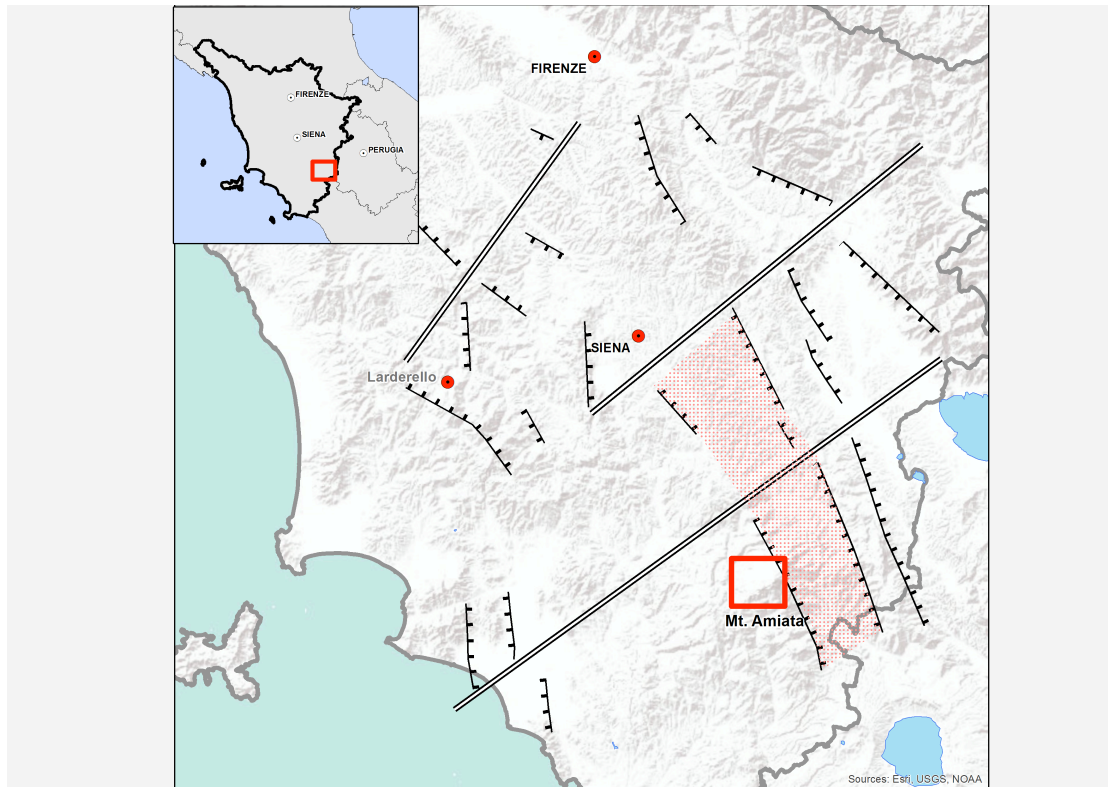 FIRENZE
SIENA
PERUGIA
FIRENZE
SIENA
Larderello
Mt. Amiata
Sources: Esri, USGS, NOAA